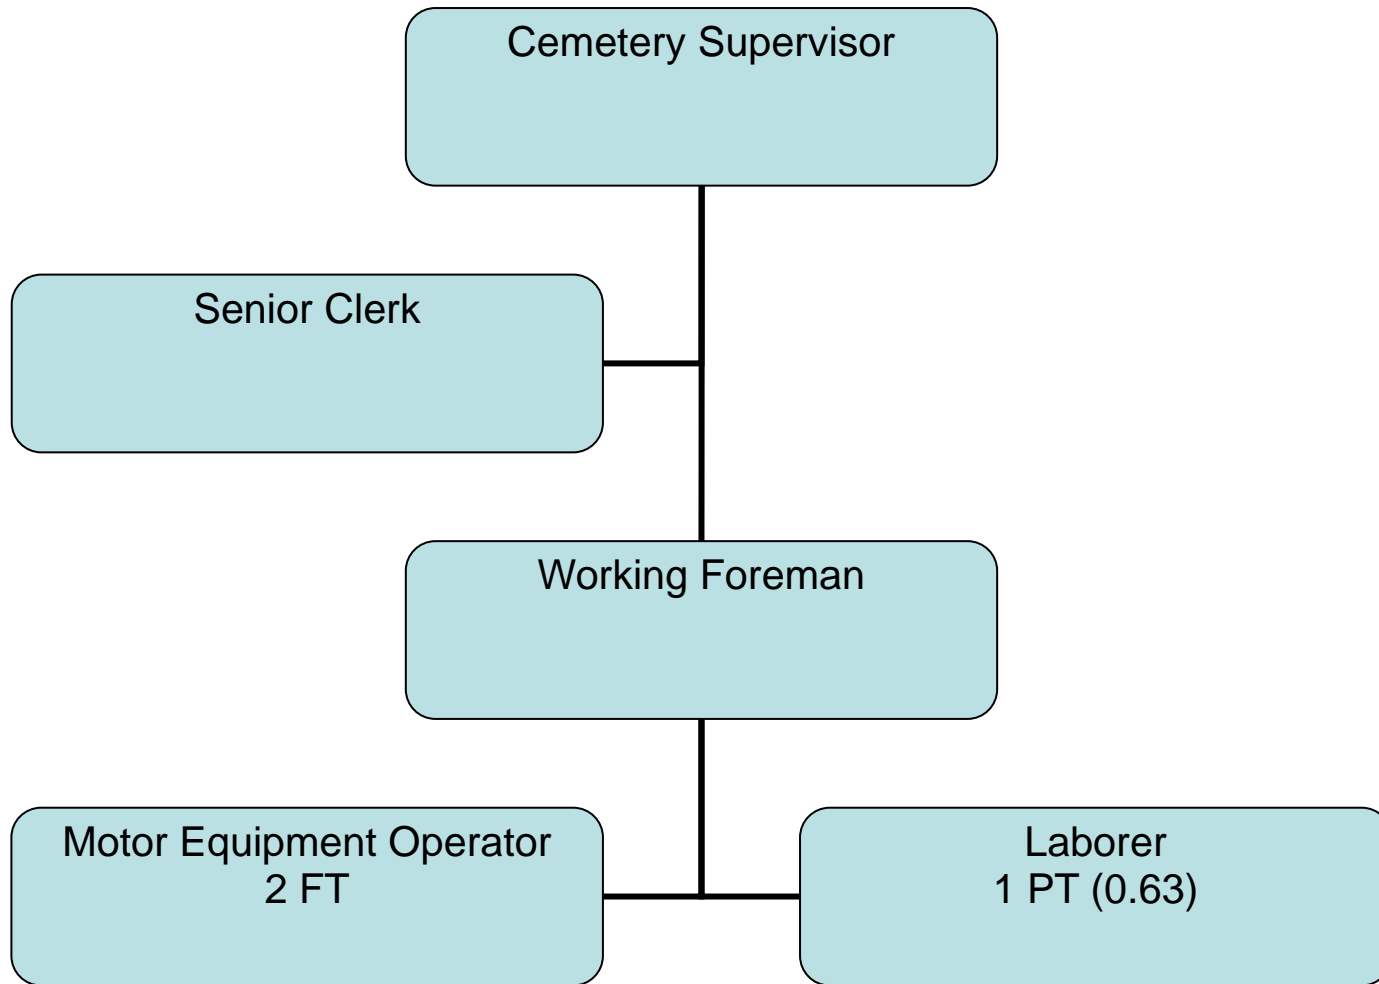 Cemetery Supervisor
Senior Clerk
Working Foreman
Motor Equipment Operator
2 FT
Laborer
1 PT (0.63)